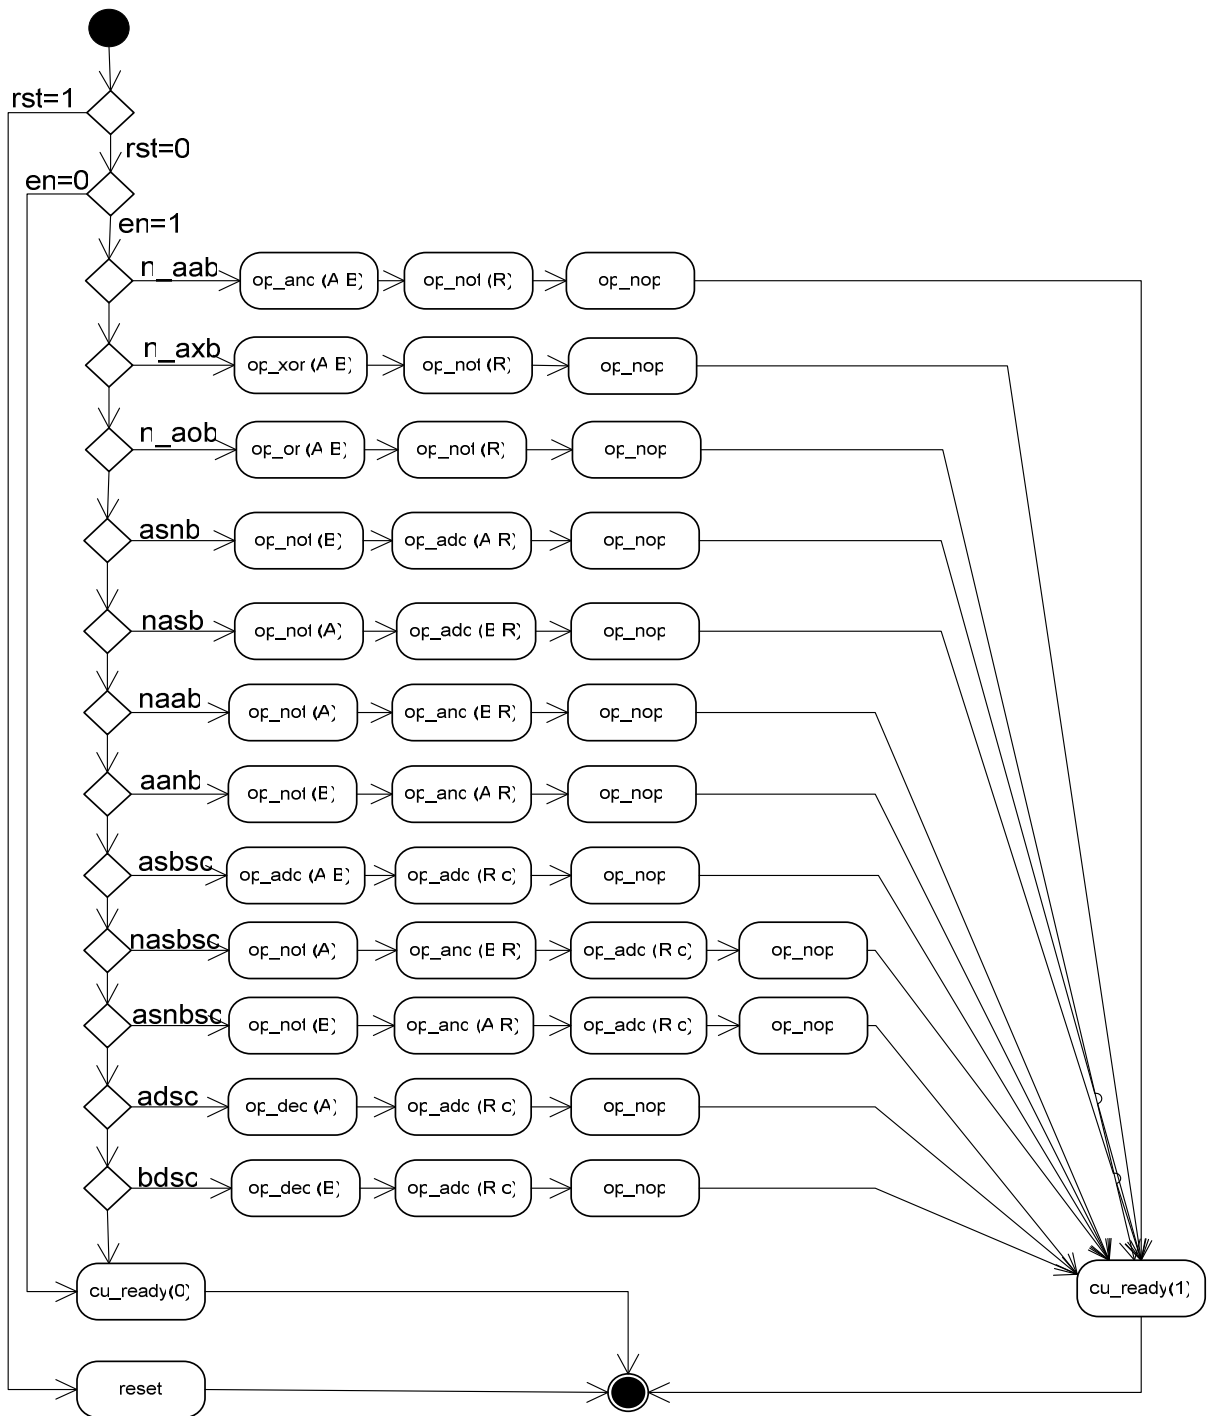 rst=1
rst=0
en=0
en=1
n_aab
op_and (A B)
op_not (R)
op_nop
n_axb
op_xor (A B)
op_not (R)
op_nop
n_aob
op_or (A B)
op_not (R)
op_nop
asnb
op_not (B)
op_add (A R)
op_nop
nasb
op_not (A)
op_add (B R)
op_nop
naab
op_not (A)
op_and (B R)
op_nop
aanb
op_not (B)
op_and (A R)
op_nop
asbsc
op_add (A B)
op_add (R c)
op_nop
nasbsc
op_not (A)
op_and (B R)
op_add (R c)
op_nop
asnbsc
op_not (B)
op_and (A R)
op_add (R c)
op_nop
adsc
op_dec (A)
op_add (R c)
op_nop
bdsc
op_dec (B)
op_add (R c)
op_nop
cu_ready(0)
cu_ready(1)
reset